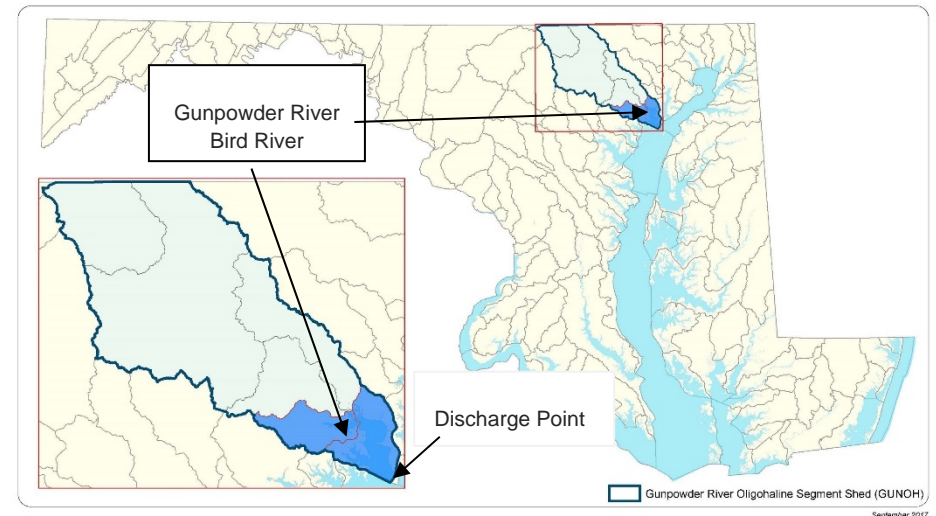 Gunpowder River
Bird River
Discharge Point
Gunpowder River Oligohaline Segment Shed (GUNOH)
September 2017